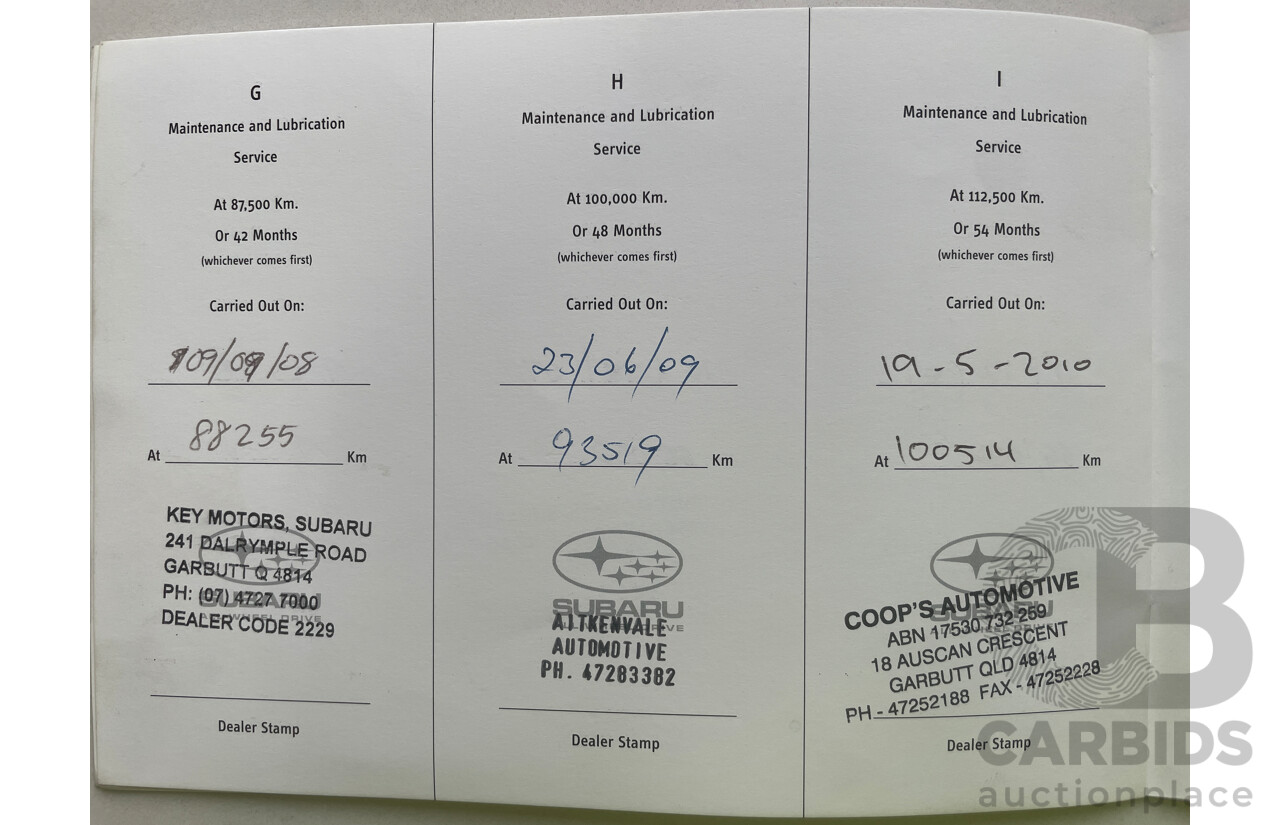 G
Maintenance and Lubrication
Service
At 87,500 Km.
Or 42 Months
(whichever comes first)
Carried Out On:
09/09/08
At 88255 Km
KEY MOTORS, SUBARU
241 DALRYMPLE ROAD
GARBUTT Q 4814
PH: (07) 4727 7000
DEALER CODE 2229
Dealer Stamp
H
Maintenance and Lubrication
Service
At 100,000 Km.
Or 48 Months
(whichever comes first)
Carried Out On:
23/06/09
At 93519 Km
SUBARU
AITKENVALE
AUTOMOTIVE
PH. 47283382
Dealer Stamp
I
Maintenance and Lubrication
Service
At 112,500 Km.
Or 54 Months
(whichever comes first)
Carried Out On:
19-5-2010
At 100514 Km
COOP'S AUTOMOTIVE
ABN 17530 732 259
18 AUSCAN CRESCENT
GARBUTT QLD 4814
PH - 47252188 FAX - 47252228
Dealer Stamp
CARBIDS
auctionplace